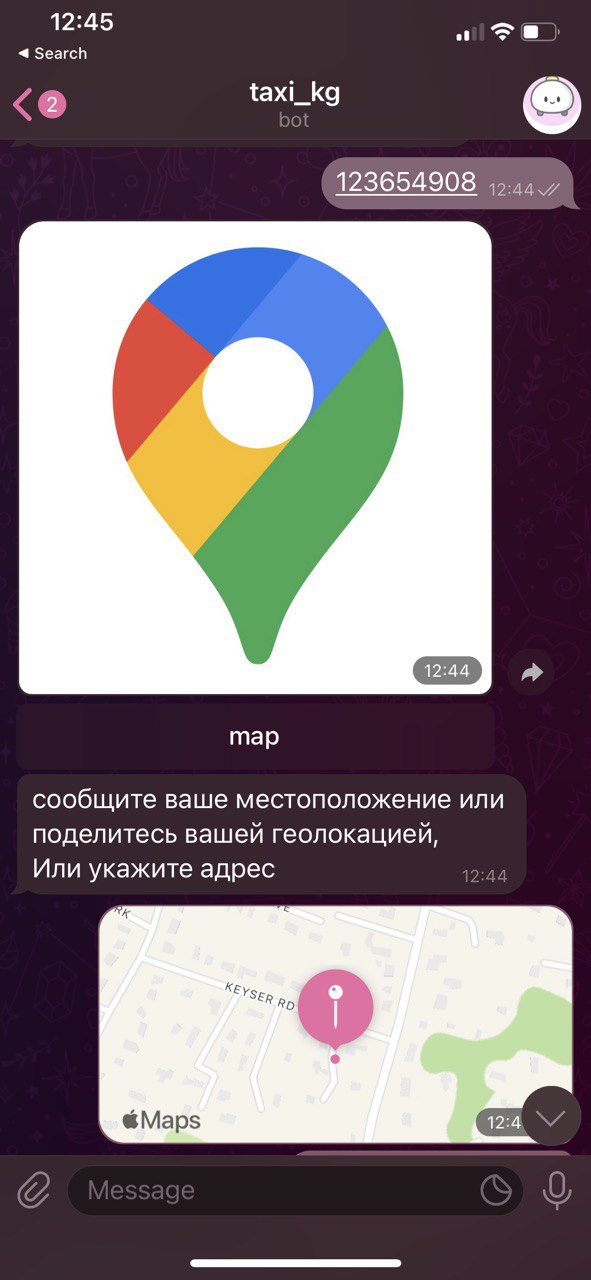 12:45
Search
2
taxi_kg
bot
123654908 12:44
12:44
map
сообщите ваше местоположение или
поделитесь вашей геолокацией,
Или укажите адрес 12:44
KEYSER RD
Maps
12:4
Message